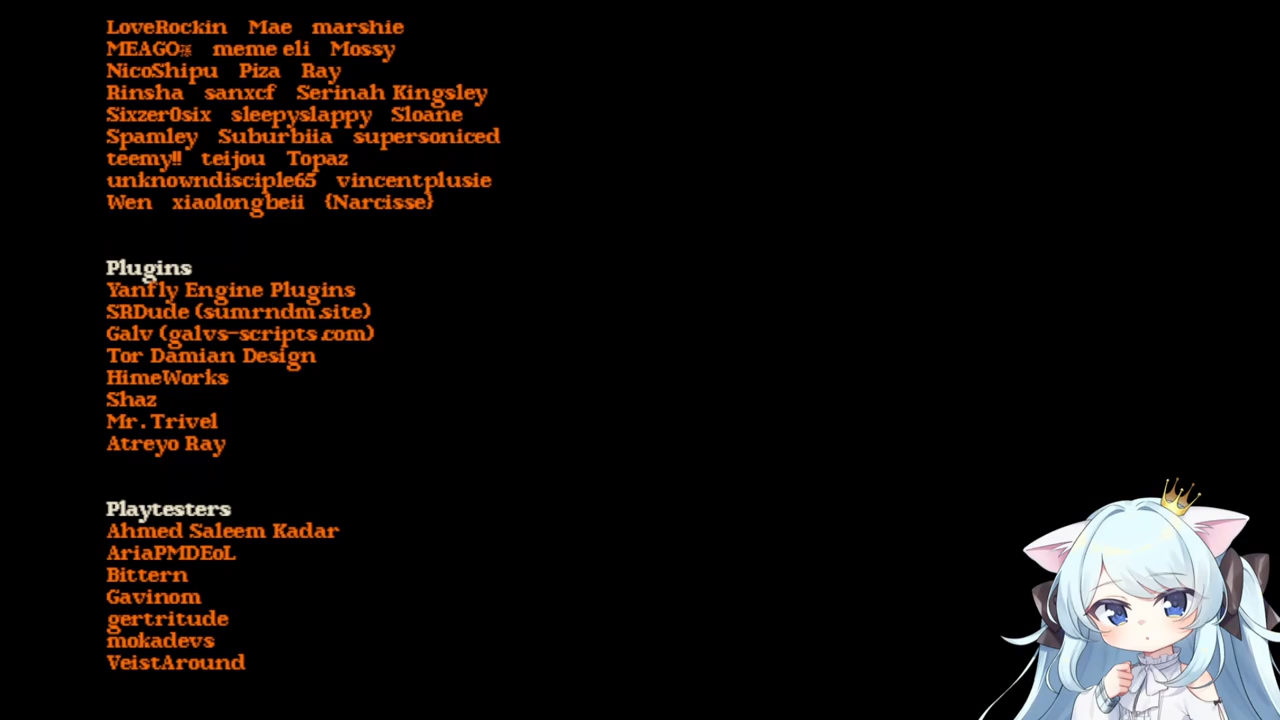 LoveRockin Mae marshie
MEAGO meme eli Mossy
NicoShipu Piza Ray
Rinsha sanxcf Serinah Kingsley
Sixzer0six sleepyslappy Sloane
Spamley Suburbiia supersoniced
teemy!! teijou Topaz
unknowndisciple65 vincentplusie
Wen xiaolongbeii {Narcisse}
Plugins
Yanfly Engine Plugins
SRDude (sumrndm.site)
Galv (galvs-scripts.com)
Tor Damian Design
HimeWorks
Shaz
Mr.Trivel
Atreyo Ray
Playtesters
Ahmed Saleem Kadar
AriaPMDEoL
Bittern
Gavinom
gertritude
mokadevs
VeistAround